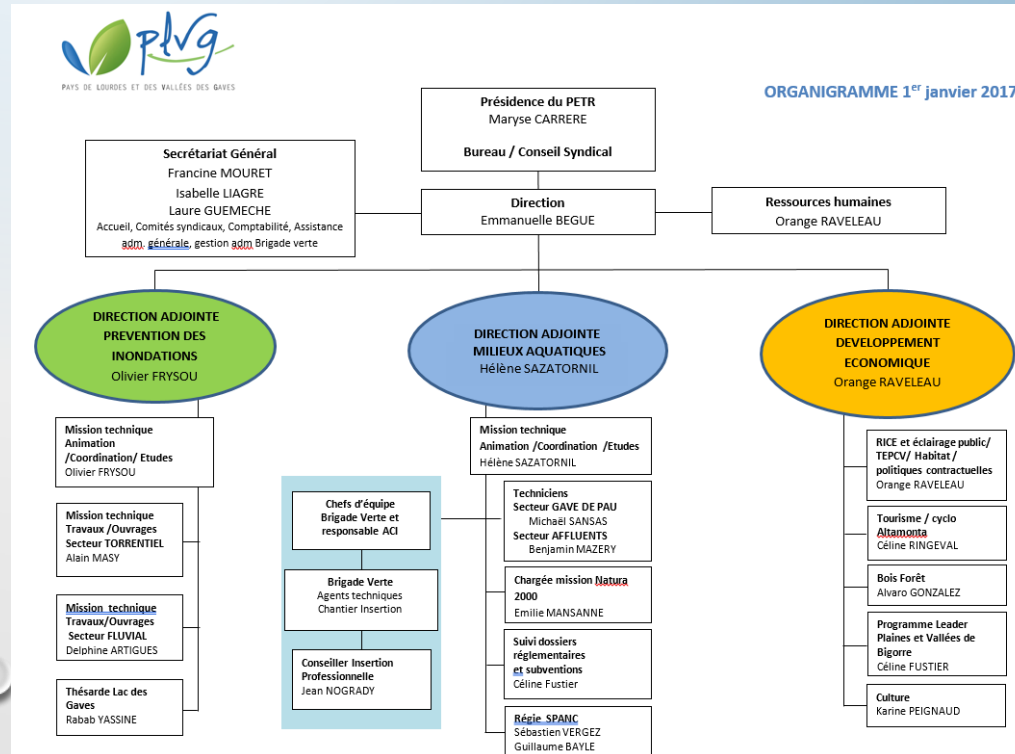 plvg
PAYS DE LOURDES ET DES VALLÉES DES GAVES
ORGANIGRAMME 1er janvier 2017
Présidence du PETR
Maryse CARRERE
Bureau / Conseil Syndical
Secrétariat Général
Francine MOURET
Isabelle LIAGRE
Laure GUEMECHE
Accueil, Comités syndicaux, Comptabilité, Assistance
adm. générale, gestion adm Brigade verte
Direction
Emmanuelle BEGUE
Ressources humaines
Orange RAVELEAU
DIRECTION ADJOINTE
PREVENTION DES
INONDATIONS
Olivier FRYSOU
DIRECTION ADJOINTE
MILIEUX AQUATIQUES
Hélène SAZATORNIL
DIRECTION ADJOINTE
DEVELOPPEMENT
ECONOMIQUE
Orange RAVELEAU
Mission technique
Animation
/Coordination/ Etudes
Olivier FRYSOU
Mission technique
Travaux /Ouvrages
Secteur TORRENTIEL
Alain MASY
Mission technique
Travaux/Ouvrages
Secteur FLUVIAL
Delphine ARTIGUES
Thésarde Lac des
Gaves
Rabab YASSINE
Mission technique
Animation /Coordination /Etudes
Hélène SAZATORNIL
Chefs d'équipe
Brigade Verte et
responsable ACI
Brigade Verte
Agents techniques
Chantier Insertion
Conseiller Insertion
Professionnelle
Jean NOGRADY
Techniciens
Secteur GAVE DE PAU
Michaël SANSAS
Secteur AFFLUENTS
Benjamin MAZERY
Chargée mission Natura
2000
Emilie MANSANNE
Suivi dossiers
réglementaires
et subventions
Céline Fustier
Régie SPANC
Sébastien VERGEZ
Guillaume BAYLE
RICE et éclairage public/
TEPCV/ Habitat /
politiques contractuelles
Orange RAVELEAU
Tourisme / cyclo
Altamonta
Céline RINGEVAL
Bois Forêt
Alvaro GONZALEZ
Programme Leader
Plaines et Vallées de
Bigorre
Céline FUSTIER
Culture
Karine PEIGNAUD